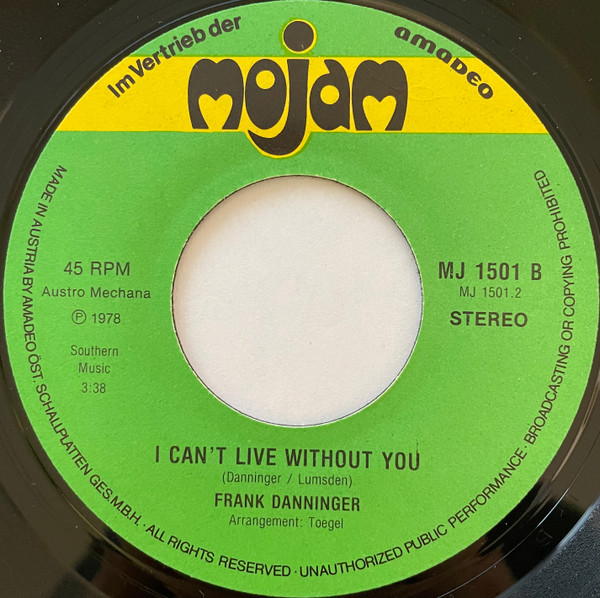 Im Vertrieb der
amadeo
mojam
45 RPM
Austro Mechana
℗ 1978
Southern
Music
3:38
MJ 1501 B
MJ 1501.2
STEREO
I CAN'T LIVE WITHOUT YOU
(Danninger / Lumsden)
FRANK DANNINGER
Arrangement: Toegel
MADE IN AUSTRIA BY AMADEO ÖST. SCHALLPLATTEN GES.M.B.H. · ALL RIGHTS RESERVED · UNAUTHORIZED PUBLIC PERFORMANCE · BROADCASTING OR COPYING PROHIBITED